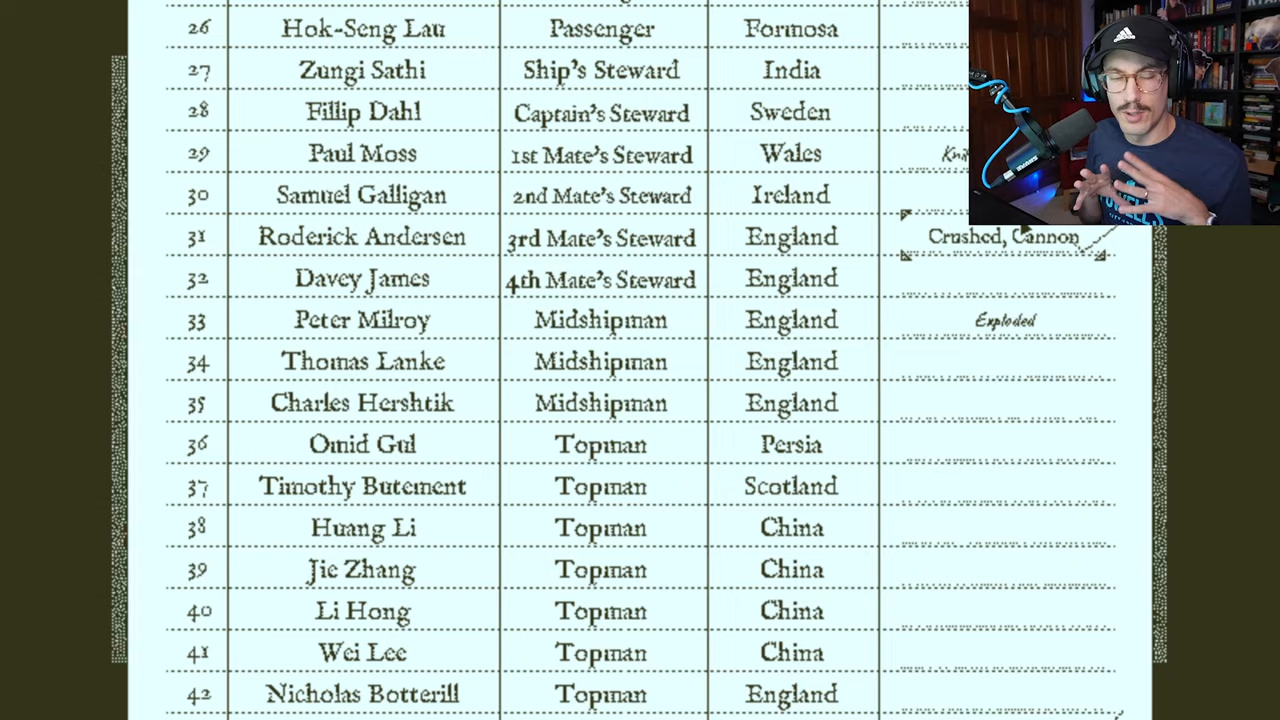 26 Hok-Seng Lau Passenger Formosa
27 Zungi Sathi Ship's Steward India
28 Fillip Dahl Captain's Steward Sweden
29 Paul Moss 1st Mate's Steward Wales
30 Samuel Galligan 2nd Mate's Steward Ireland
31 Roderick Andersen 3rd Mate's Steward England Crushed, Cannon
32 Davey James 4th Mate's Steward England
33 Peter Milroy Midshipman England Exploded
34 Thomas Lanke Midshipman England
35 Charles Hershtik Midshipman England
36 Omid Gul Topman Persia
37 Timothy Butement Topman Scotland
38 Huang Li Topman China
39 Jie Zhang Topman China
40 Li Hong Topman China
41 Wei Lee Topman China
42 Nicholas Botterill Topman England